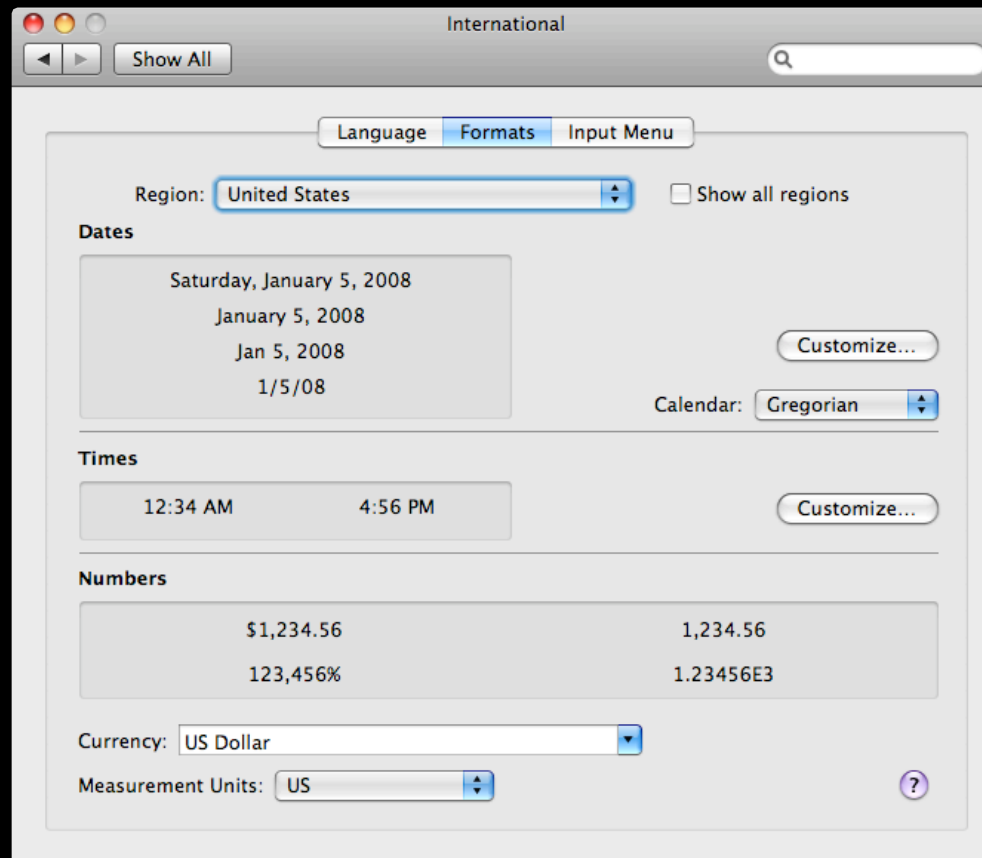 International
Show All
Language Formats Input Menu
Region: United States Show all regions
Dates
Saturday, January 5, 2008
January 5, 2008
Jan 5, 2008
1/5/08
Customize...
Calendar: Gregorian
Times
12:34 AM 4:56 PM
Customize...
Numbers
$1,234.56 1,234.56
123,456% 1.23456E3
Currency: US Dollar
Measurement Units: US
?